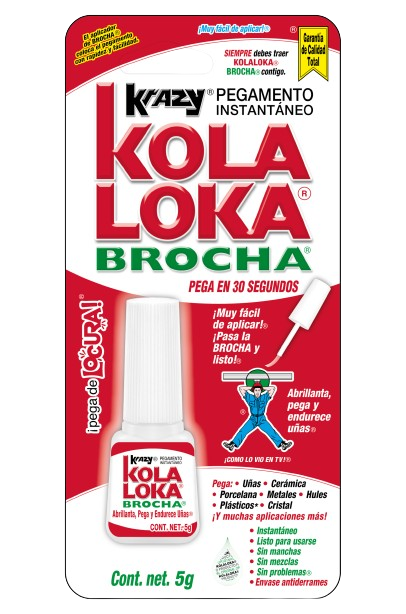 El aplicador
de BROCHA®
coloca el pegamento
con rapidez y facilidad.
¡Muy fácil de aplicar!®
®
Garantía
de Calidad
Total
SIEMPRE debes traer
KOLALOKA®
BROCHA® contigo.
KRAZY® PEGAMENTO
INSTANTÁNEO
KOLA
LOKA®
BROCHA®
PEGA EN 30 SEGUNDOS
¡pega de LOCURA!®
¡Muy fácil
de aplicar!®
¡Pasa la
BROCHA y
listo!®
Abrillanta,
pega y
endurece
uñas®
®
¡COMO LO VIO EN TV!®
KRAZY PEGAMENTO
INSTANTÁNEO
KOLA
LOKA®
BROCHA®
Abrillanta, Pega y Endurece Uñas®
CONT. NET.-5g
Pega: • Uñas • Cerámica
• Porcelana • Metales • Hules
• Plásticos* • Cristal
¡Y muchas aplicaciones más!
• Instantáneo
• Listo para usarse
• Sin manchas
• Sin mezclas
• Sin problemas®
• Envase antiderrames
KOLALOKA®
Cont. net. 5g